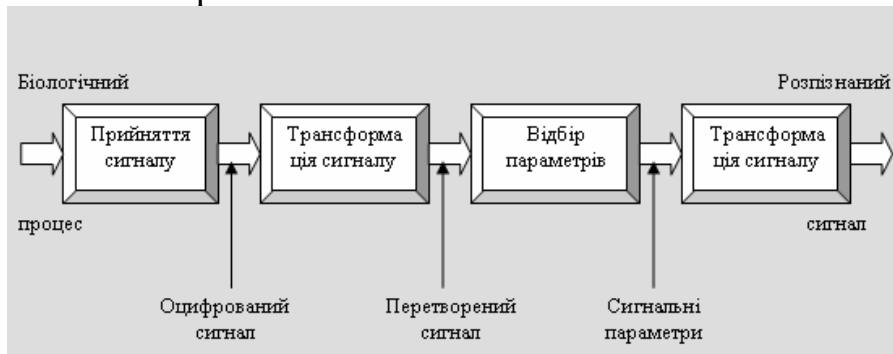 Біологічний
Розпізнаний
Прийняття
сигналу
Трансформа
ція сигналу
Відбір
параметрів
Трансформа
ція сигналу
процес
сигнал
Оцифрований
сигнал
Перетворений
сигнал
Сигнальні
параметри